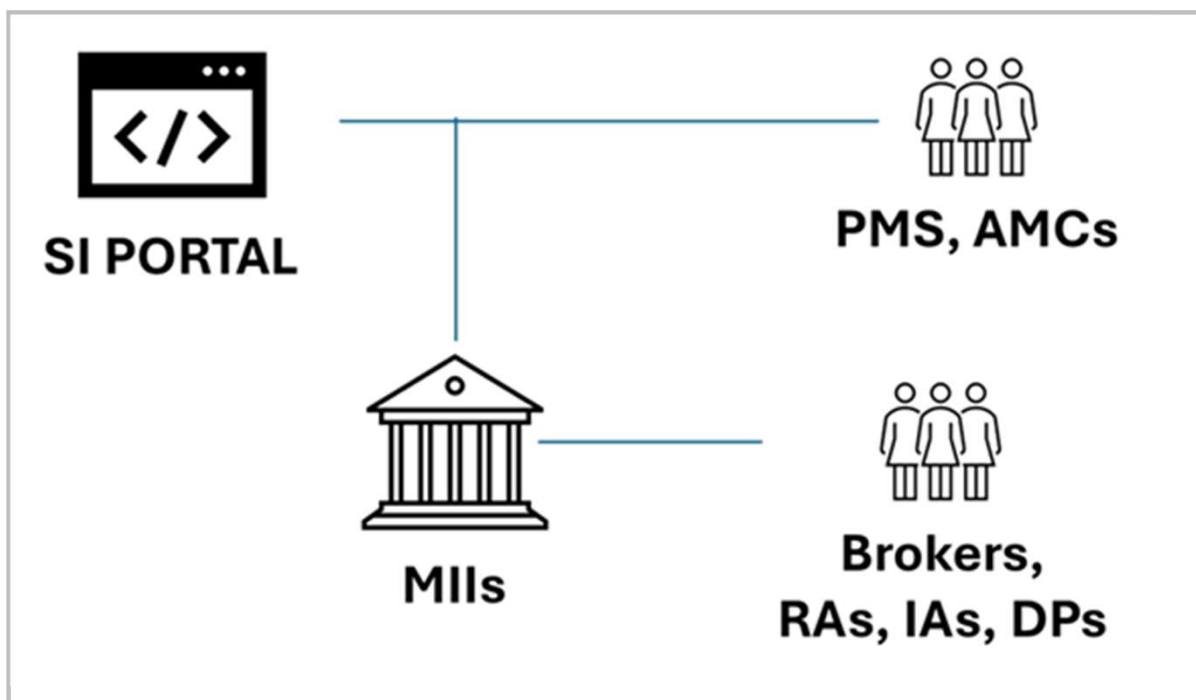 </>
SI PORTAL
PMS, AMCs
MIIs
Brokers,
RAs, IAs, DPs